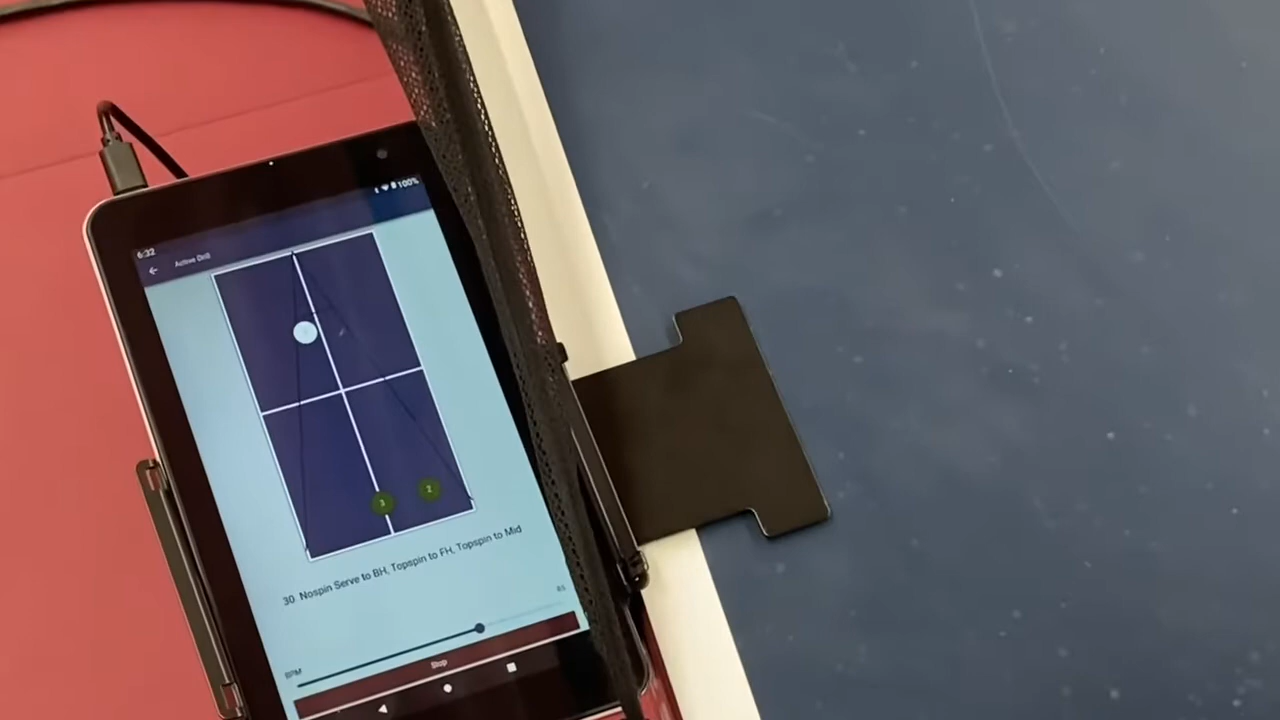 6:32 100%
Active Drill
3 2
30 Nospin Serve to BH, Topspin to FH, Topspin to Mid
BPM 85
Stop